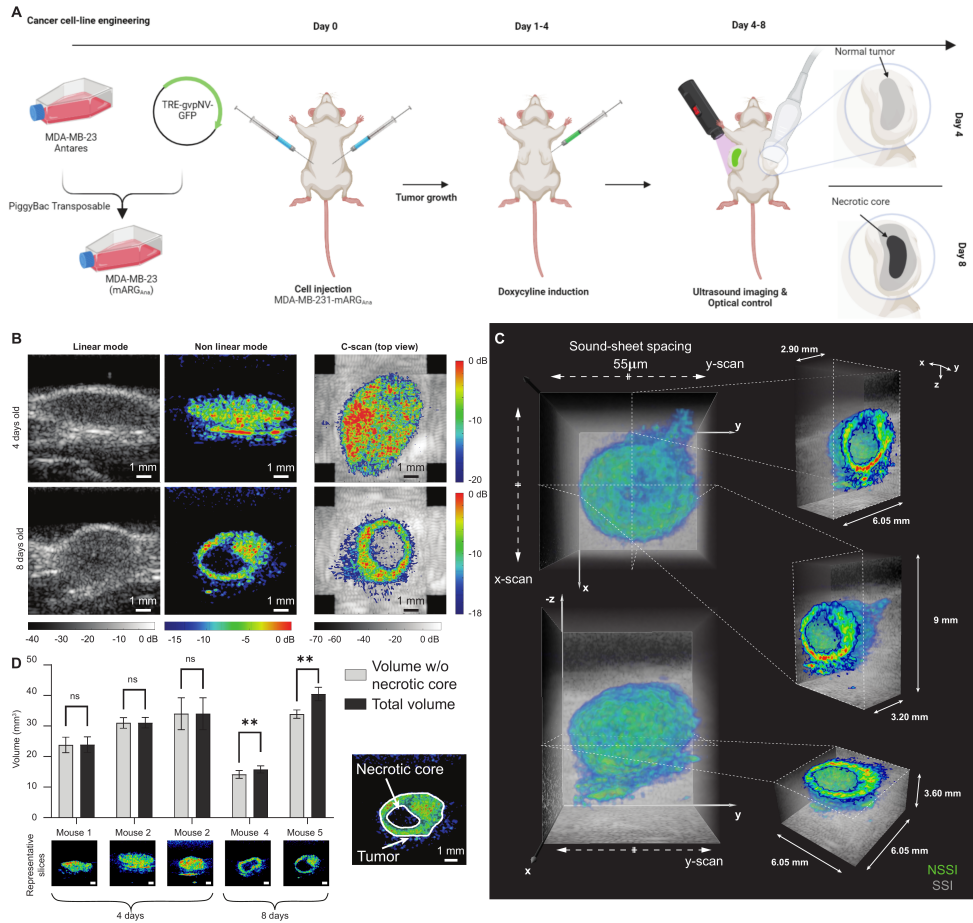 A
Cancer cell-line engineering
Day 0
Day 1-4
Day 4-8
MDA-MB-23
Antares
TRE-gvpNV-
GFP
PiggyBac Transposable
MDA-MB-23
(mARGAna)
Cell injection
MDA-MB-231-mARGAna
Tumor growth
Doxycyline induction
Ultrasound imaging &
Optical control
Normal tumor
Day 4
Necrotic core
Day 8
B
Linear mode
Non linear mode
C-scan (top view)
4 days old
1 mm
1 mm
1 mm
0 dB
-10
-20
8 days old
1 mm
1 mm
1 mm
0 dB
-10
-18
-40
-30
-20
-10
0 dB
-15
-10
-5
0 dB
-70
-60
-40
-20
0 dB
C
Sound-sheet spacing
55µm
y-scan
y
x-scan
x
2.90 mm
x
y
z
6.05 mm
9 mm
3.20 mm
-z
y
y-scan
x
3.60 mm
6.05 mm
6.05 mm
NSSI
SSI
D
Volume (mm³)
50
40
30
20
10
0
ns
ns
ns
**
**
Volume w/o
necrotic core
Total volume
Mouse 1
Mouse 2
Mouse 2
Mouse 4
Mouse 5
Representative
slices
4 days
8 days
Necrotic core
Tumor
1 mm